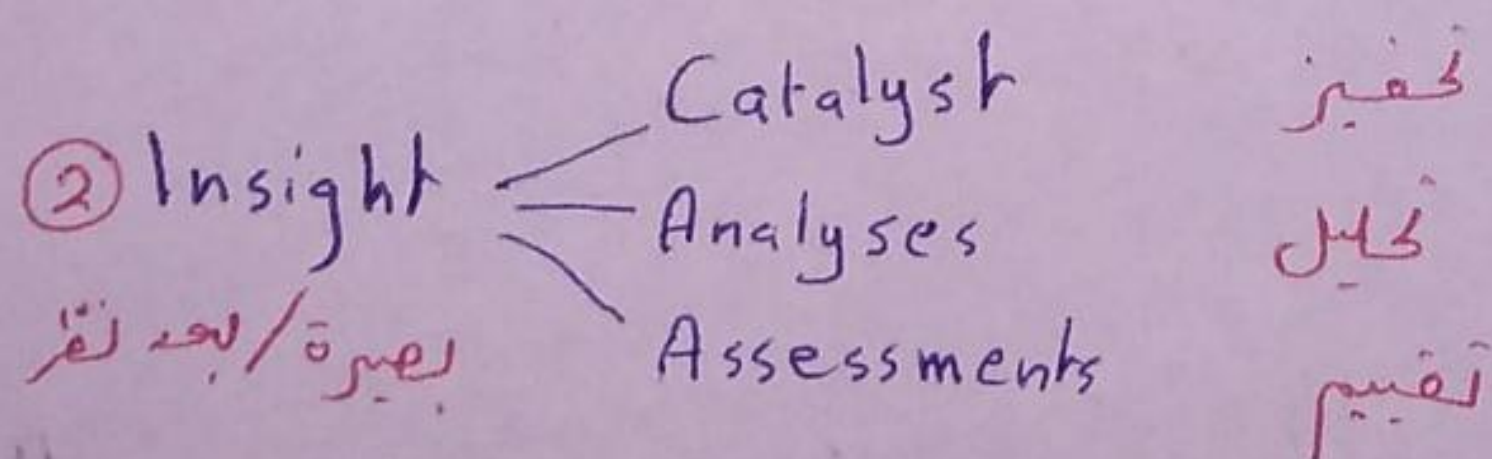 Catalyst تحفيز
② Insight
Analyses تحليل
بصيرة / بعد نظر
Assessments تقييم